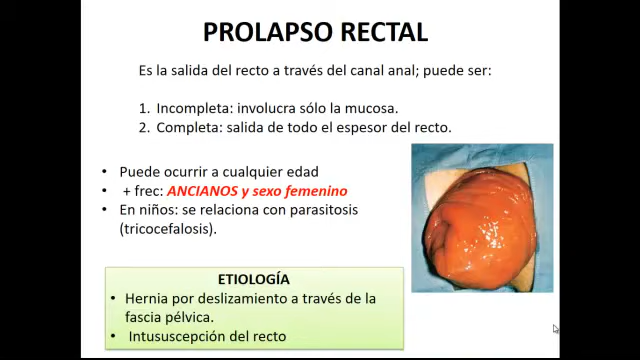 PROLAPSO RECTAL
Es la salida del recto a través del canal anal; puede ser:
1. Incompleta: involucra sólo la mucosa.
2. Completa: salida de todo el espesor del recto.
• Puede ocurrir a cualquier edad
• + frec: ANCIANOS y sexo femenino
• En niños: se relaciona con parasitosis
(tricocefalosis).
ETIOLOGÍA
• Hernia por deslizamiento a través de la
fascia pélvica.
• Intususcepción del recto